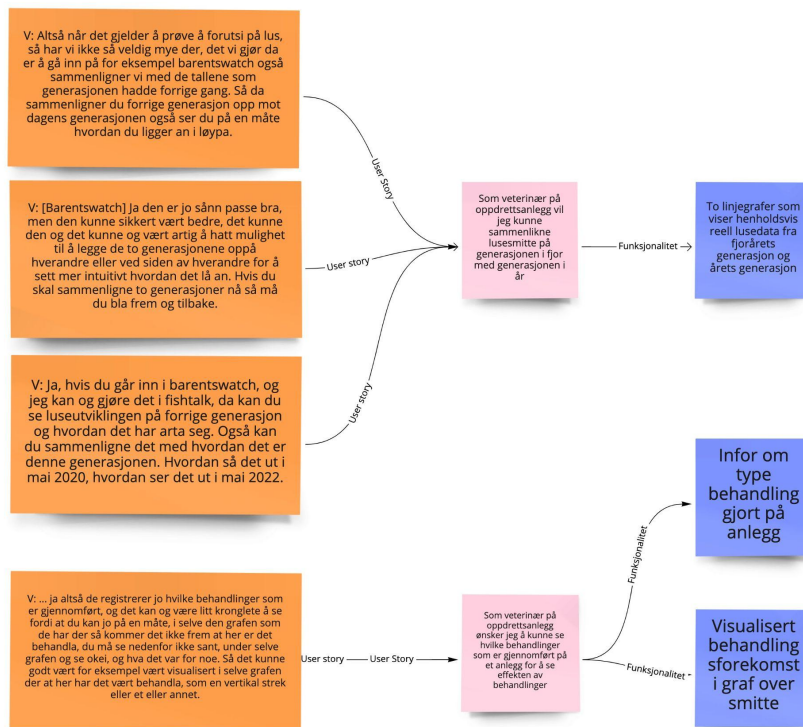 V: Altså når det gjelder å prøve å forutsi på lus,
så har vi ikke så veldig mye der, det vi gjør da
er å gå inn på for eksempel barentswatch også
sammenligner vi med de tallene som
generasjonen hadde forrige gang. Så da
sammenligner du forrige generasjon opp mot
dagens generasjonen også ser du på en måte
hvordan du ligger an i løypa.
User Story
V: [Barentswatch] Ja den er jo sånn passe bra,
men den kunne sikkert vært bedre, det kunne
den og det kunne og vært artig å hatt mulighet
til å legge de to generasjonene oppå
hverandre eller ved siden av hverandre for å
sett mer intuitivt hvordan det lå an. Hvis du
skal sammenligne to generasjoner nå så må
du bla frem og tilbake.
User story
V: Ja, hvis du går inn i barentswatch, og
jeg kan og gjøre det i fishtalk, da kan du
se luseutviklingen på forrige generasjon
og hvordan det har arta seg. Også kan
du sammenligne det med hvordan det er
denne generasjonen. Hvordan så det ut i
mai 2020, hvordan ser det ut i mai 2022.
User story
Som veterinær på
oppdrettsanlegg vil
jeg kunne
sammenlikne
lusesmitte på
generasjonen i fjor
med generasjonen i
år
Funksjonalitet
To linjegrafer som
viser henholdsvis
reell lusedata fra
fjorårets
generasjon og
årets generasjon
V: ... ja altså de registrerer jo hvilke behandlinger som
er gjennomført, og det kan og være litt kronglete å se
fordi at du kan jo på en måte, i selve den grafen som
de har der så kommer det ikke frem at her er det
behandla, du må se nedenfor ikke sant, under selve
grafen og se okei, og hva det var for noe. Så det kunne
godt vært for eksempel vært visualisert i selve grafen
der at her har det vært behandla, som en vertikal strek
eller et eller annet.
User story
User Story
Som veterinær på
oppdrettsanlegg
ønsker jeg å kunne se
hvilke behandlinger
som er gjennomført på
et anlegg for å se
effekten av
behandlinger
Funksjonalitet
Infor om
type
behandling
gjort på
anlegg
Funksjonalitet
Visualisert
behandling
sforekomst
i graf over
smitte